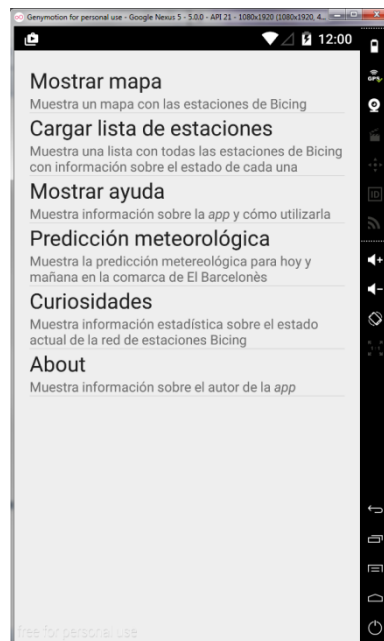 Genymotion for personal use - Google Nexus 5 - 5.0.0 - API 21 - 1080x1920 (1080x1920, 4...
12:00
GPS
Mostrar mapa
Muestra un mapa con las estaciones de Bicing
Cargar lista de estaciones
Muestra una lista con todas las estaciones de Bicing
con información sobre el estado de cada una
Mostrar ayuda
Muestra información sobre la app y cómo utilizarla
ID
Predicción meteorológica
Muestra la predicción metereológica para hoy y
mañana en la comarca de El Barcelonès
Curiosidades
Muestra información estadística sobre el estado
actual de la red de estaciones Bicing
About
Muestra información sobre el autor de la app
free for personal use